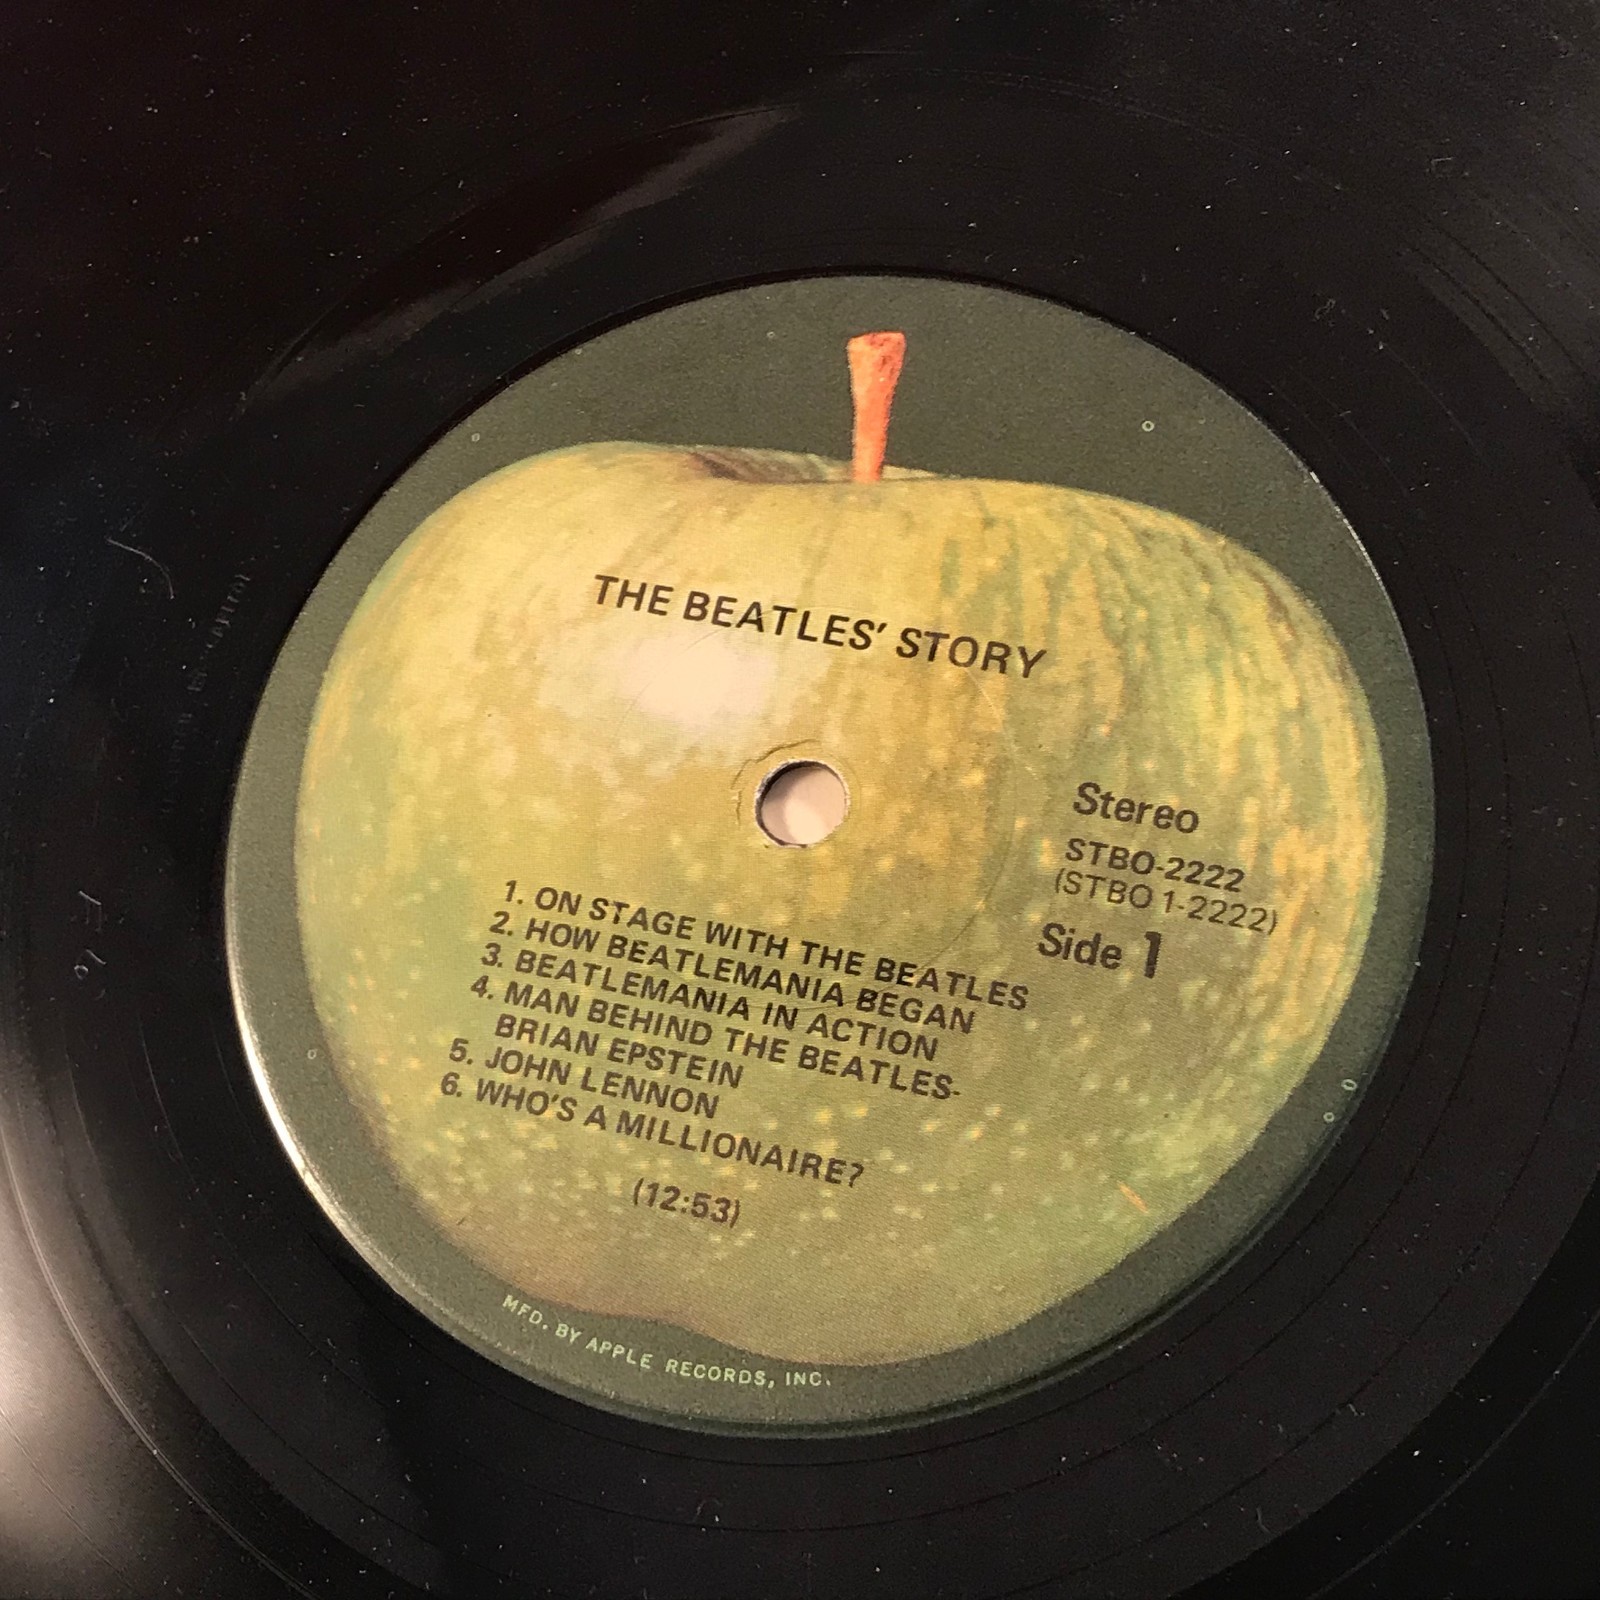 THE BEATLES' STORY
Stereo
STBO-2222
(STBO 1-2222)
Side 1
1. ON STAGE WITH THE BEATLES
2. HOW BEATLEMANIA BEGAN
3. BEATLEMANIA IN ACTION
4. MAN BEHIND THE BEATLES-
BRIAN EPSTEIN
5. JOHN LENNON
6. WHO'S A MILLIONAIRE?
(12:53)
MFD. BY APPLE RECORDS, INC.